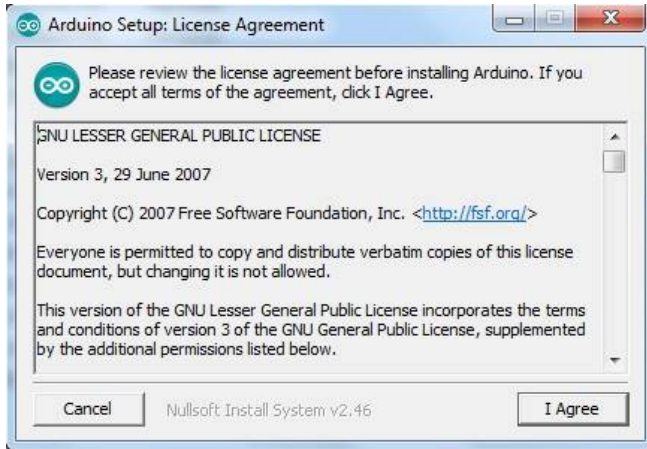 Arduino Setup: License Agreement
Please review the license agreement before installing Arduino. If you
accept all terms of the agreement, click I Agree.
GNU LESSER GENERAL PUBLIC LICENSE
Version 3, 29 June 2007
Copyright (C) 2007 Free Software Foundation, Inc. <http://fsf.org/>
Everyone is permitted to copy and distribute verbatim copies of this license
document, but changing it is not allowed.
This version of the GNU Lesser General Public License incorporates the terms
and conditions of version 3 of the GNU General Public License, supplemented
by the additional permissions listed below.
Cancel
Nullsoft Install System v2.46
I Agree